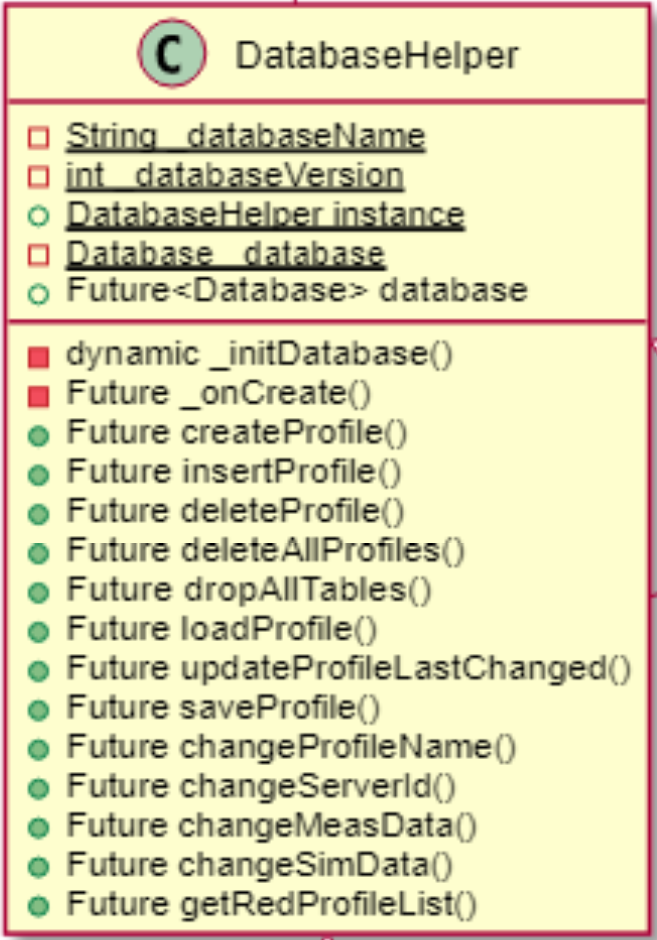 C DatabaseHelper
String _databaseName
int _databaseVersion
DatabaseHelper instance
Database _database
Future<Database> database
dynamic _initDatabase()
Future _onCreate()
Future createProfile()
Future insertProfile()
Future deleteProfile()
Future deleteAllProfiles()
Future dropAllTables()
Future loadProfile()
Future updateProfileLastChanged()
Future saveProfile()
Future changeProfileName()
Future changeServerId()
Future changeMeasData()
Future changeSimData()
Future getRedProfileList()